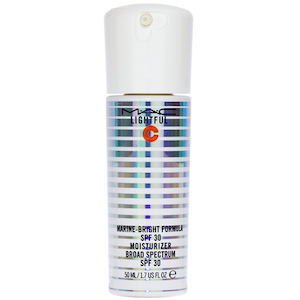 M·A·C
LIGHTFUL
C
MARINE-BRIGHT FORMULA
SPF 30
MOISTURIZER
BROAD SPECTRUM
SPF 30
50 ML / 1.7 US FL OZ ℮